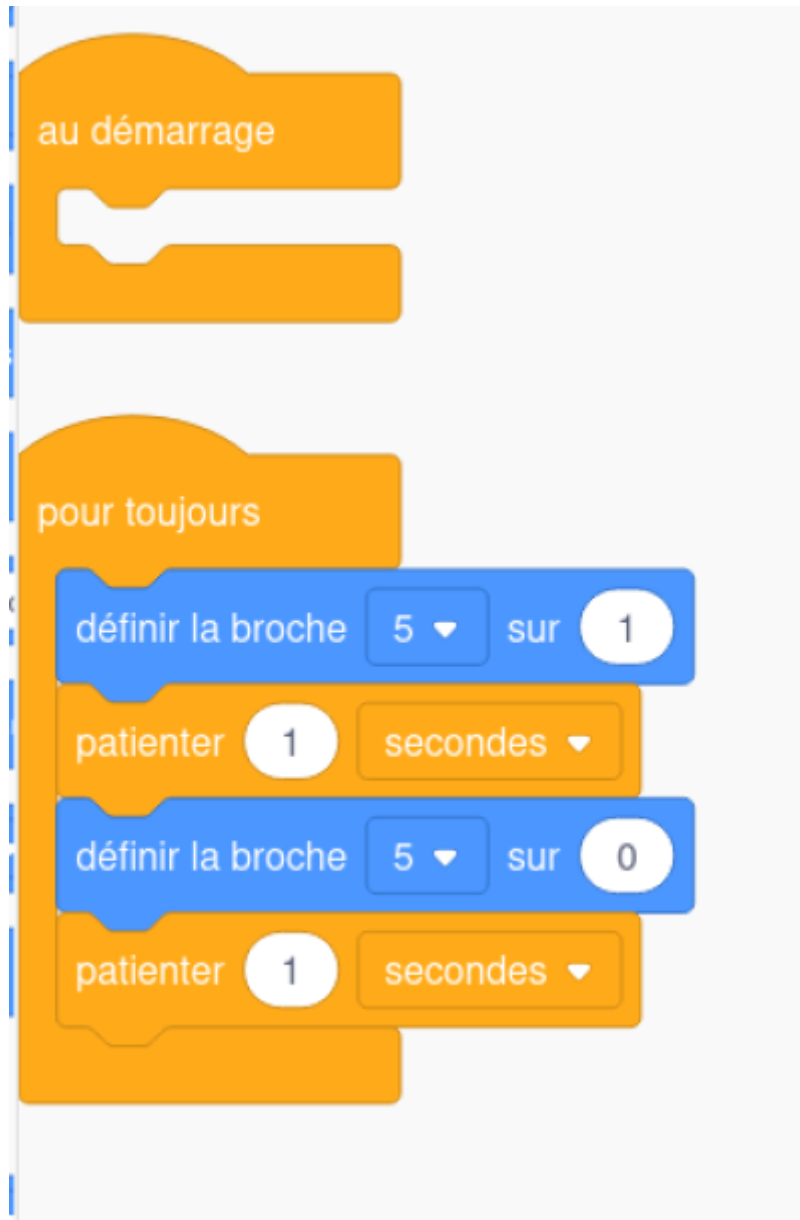 au démarrage
pour toujours
définir la broche 5 sur 1
patienter 1 secondes
définir la broche 5 sur 0
patienter 1 secondes